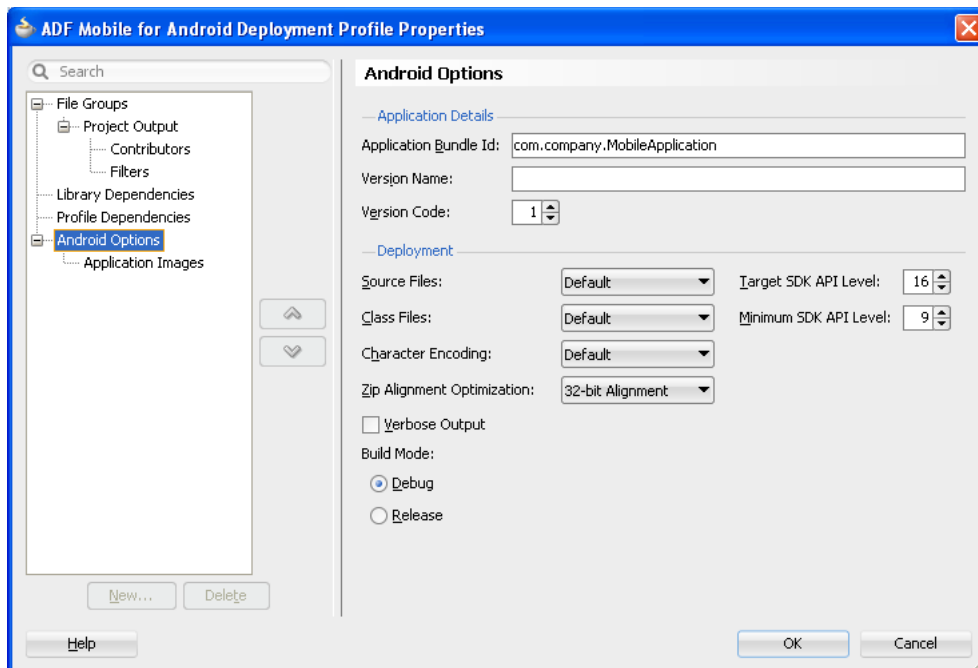 ADF Mobile for Android Deployment Profile Properties
Search
File Groups
Project Output
Contributors
Filters
Library Dependencies
Profile Dependencies
Android Options
Application Images
New...
Delete
Android Options
Application Details
Application Bundle Id: com.company.MobileApplication
Version Name:
Version Code: 1
Deployment
Source Files: Default Target SDK API Level: 16
Class Files: Default Minimum SDK API Level: 9
Character Encoding: Default
Zip Alignment Optimization: 32-bit Alignment
Verbose Output
Build Mode:
Debug
Release
Help OK Cancel